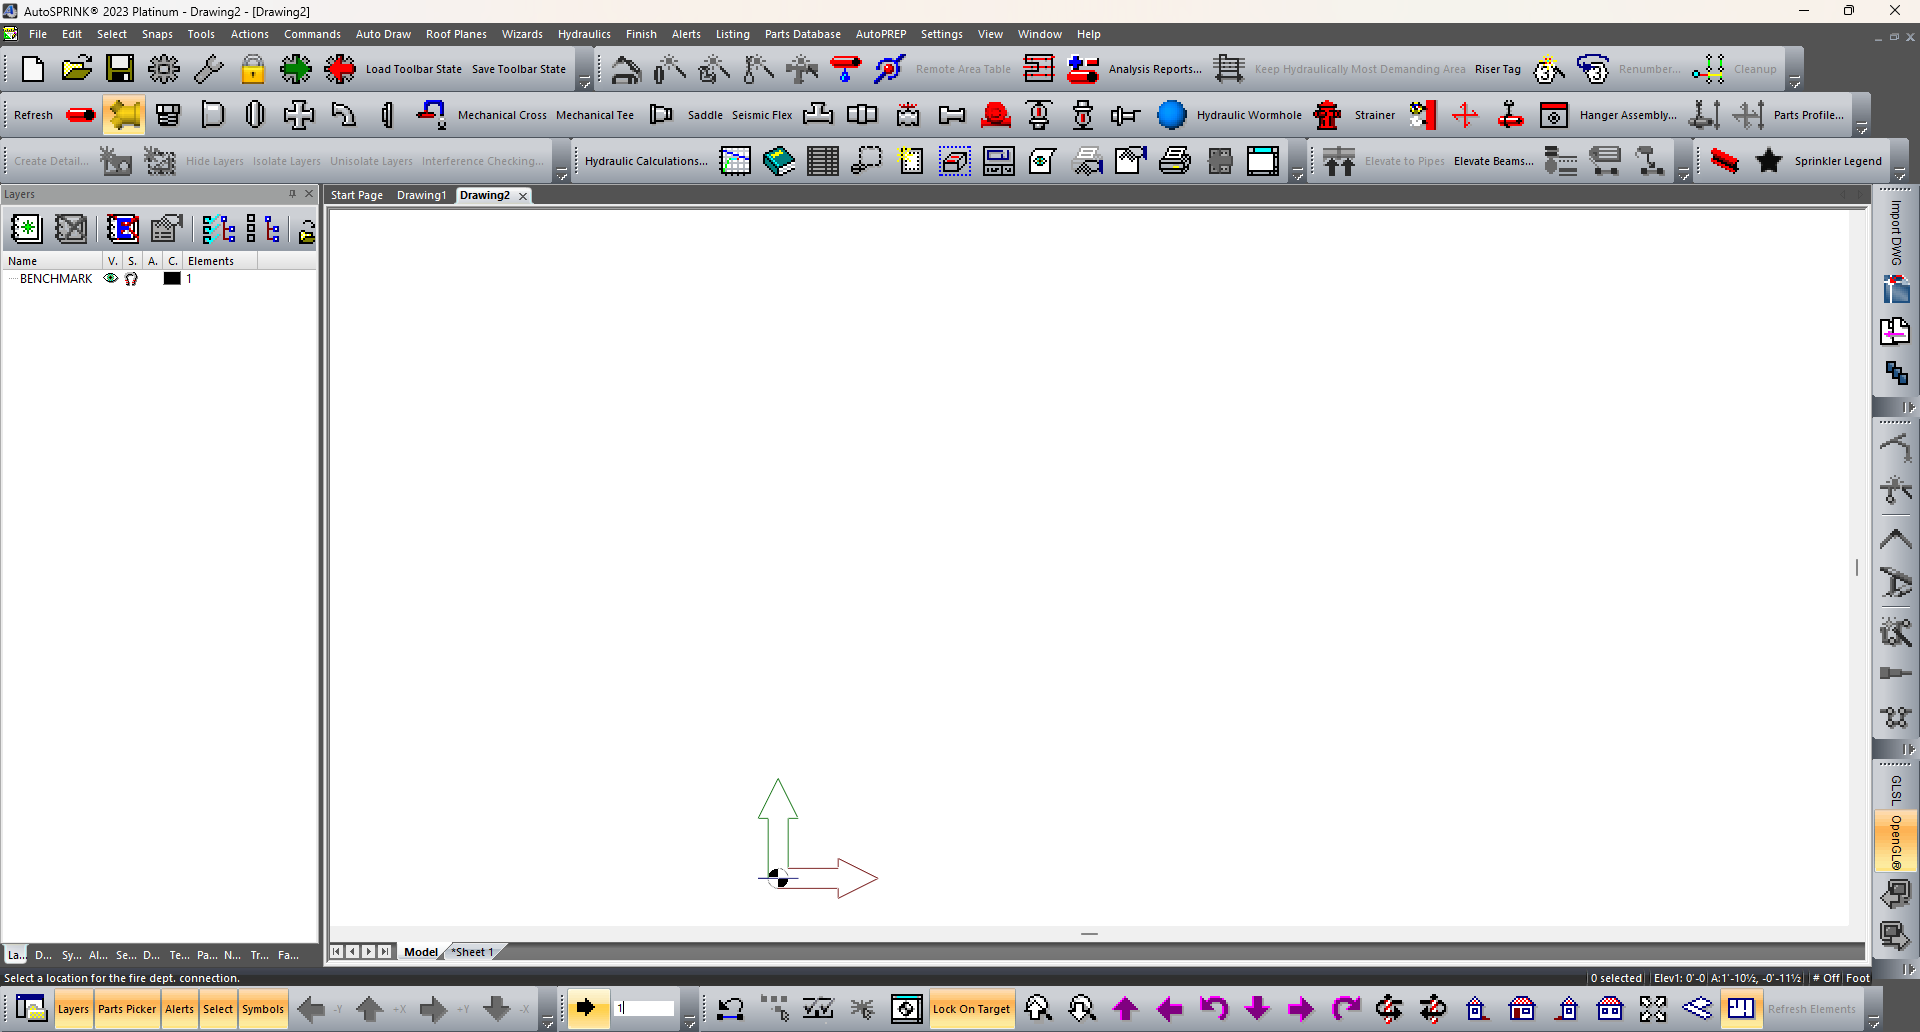 AutoSPRINK® 2023 Platinum - Drawing2 - [Drawing2]
File Edit Select Snaps Tools Actions Commands Auto Draw Roof Planes Wizards Hydraulics Finish Alerts Listing Parts Database AutoPREP Settings View Window Help
Load Toolbar State Save Toolbar State Remote Area Table Analysis Reports... Keep Hydraulically Most Demanding Area Riser Tag Renumber... Cleanup
Refresh Mechanical Cross Mechanical Tee Saddle Seismic Flex Hydraulic Wormhole Strainer Hanger Assembly... Parts Profile...
Create Detail... Hide Layers Isolate Layers Unisolate Layers Interference Checking... Hydraulic Calculations... Elevate to Pipes Elevate Beams... Sprinkler Legend
Layers
Start Page Drawing1 Drawing2
Import DWG
Name V. S. A. C. Elements
BENCHMARK 1
GLSL
OpenGL®
La... D... Sy... Al... Se... D... Te... Pa... N... Tr... Fa...
Model *Sheet 1
Select a location for the fire dept. connection.
0 selected Elev1: 0'-0 A:1'-10½, -0'-11½ # Off Foot
Layers Parts Picker Alerts Select Symbols -Y +X +Y -X 1 Lock On Target Refresh Elements